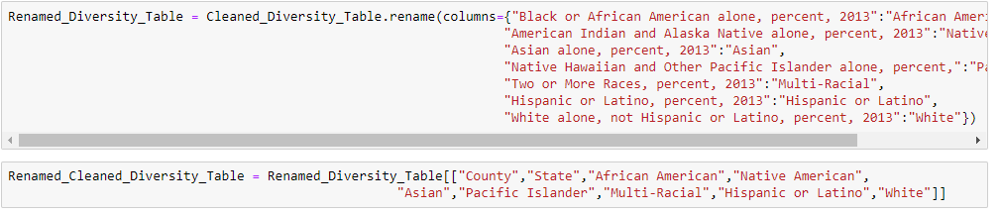 Renamed_Diversity_Table = Cleaned_Diversity_Table.rename(columns={"Black or African American alone, percent, 2013":"African
"American Indian and Alaska Native alone, percent, 2013":"Native
"Asian alone, percent, 2013":"Asian",
"Native Hawaiian and Other Pacific Islander alone, percent,":"Pa
"Two or More Races, percent, 2013":"Multi-Racial",
"Hispanic or Latino, percent, 2013":"Hispanic or Latino",
"White alone, not Hispanic or Latino, percent, 2013":"White"})
Renamed_Cleaned_Diversity_Table = Renamed_Diversity_Table[["County","State","African American","Native American",
"Asian","Pacific Islander","Multi-Racial","Hispanic or Latino","White"]]